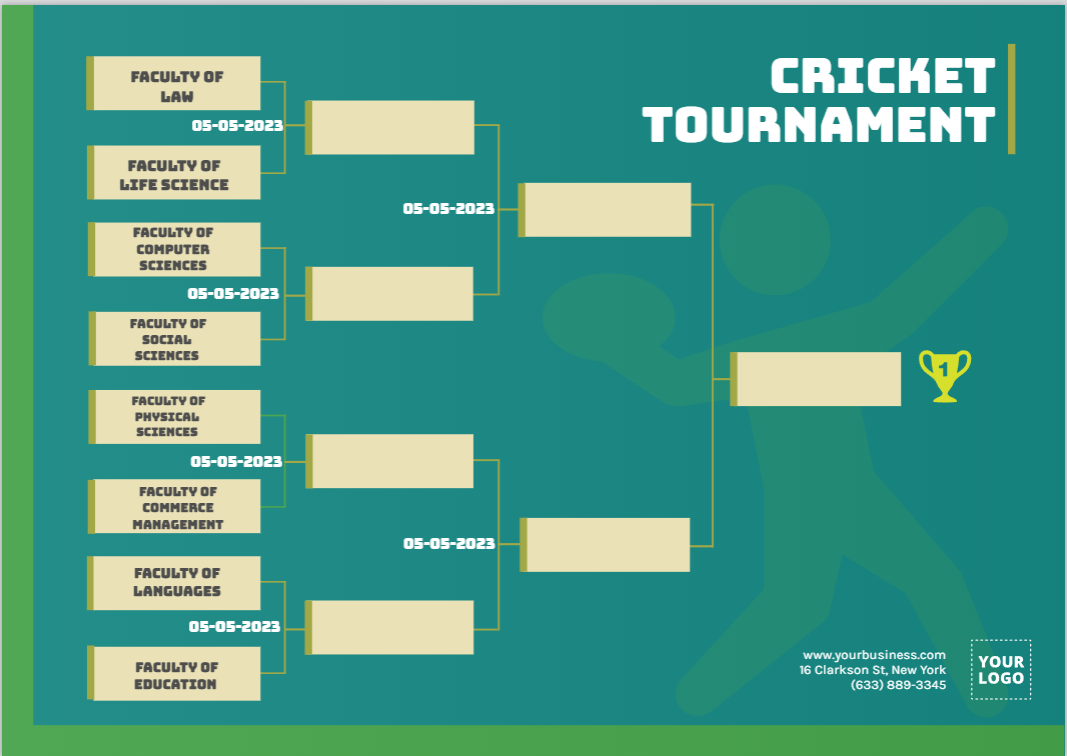 CRICKET
TOURNAMENT
FACULTY OF
LAW
05-05-2023
FACULTY OF
LIFE SCIENCE
05-05-2023
FACULTY OF
COMPUTER
SCIENCES
05-05-2023
FACULTY OF
SOCIAL
SCIENCES
1
FACULTY OF
PHYSICAL
SCIENCES
05-05-2023
FACULTY OF
COMMERCE
MANAGEMENT
05-05-2023
FACULTY OF
LANGUAGES
05-05-2023
FACULTY OF
EDUCATION
www.yourbusiness.com
16 Clarkson St, New York
(633) 889-3345
YOUR
LOGO